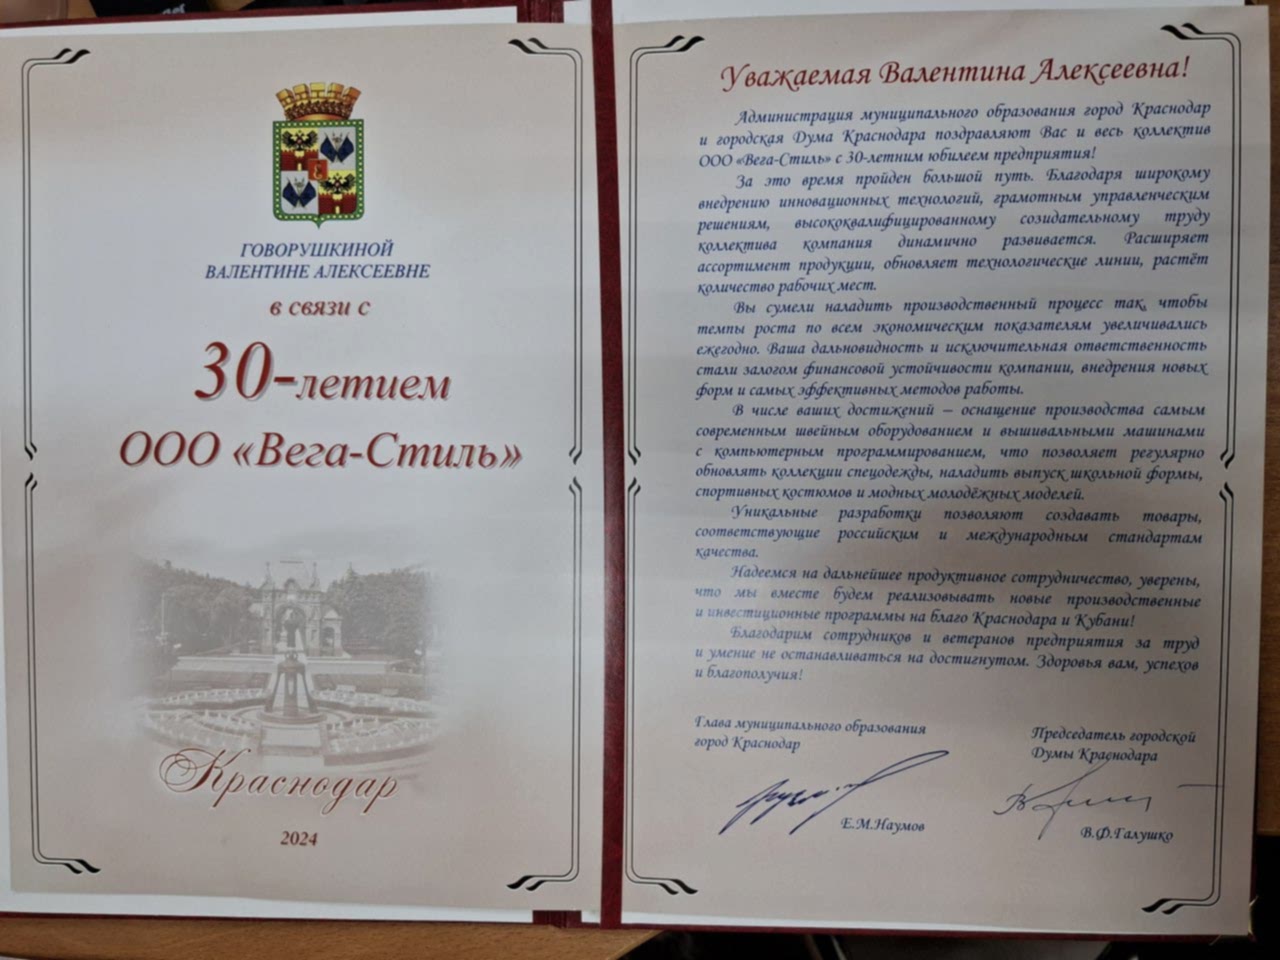 ГОВОРУШКИНОЙ
ВАЛЕНТИНЕ АЛЕКСЕЕВНЕ
в связи с
30-летием
ООО «Вега-Стиль»
Краснодар
2024
Уважаемая Валентина Алексеевна!
Администрация муниципального образования город Краснодар
и городская Дума Краснодара поздравляют Вас и весь коллектив
ООО «Вега-Стиль» с 30-летним юбилеем предприятия!
За это время пройден большой путь. Благодаря широкому
внедрению инновационных технологий, грамотным управленческим
решениям, высококвалифицированному созидательному труду
коллектива компания динамично развивается. Расширяет
ассортимент продукции, обновляет технологические линии, растёт
количество рабочих мест.
Вы сумели наладить производственный процесс так, чтобы
темпы роста по всем экономическим показателям увеличивались
ежегодно. Ваша дальновидность и исключительная ответственность
стали залогом финансовой устойчивости компании, внедрения новых
форм и самых эффективных методов работы.
В числе ваших достижений – оснащение производства самым
современным швейным оборудованием и вышивальными машинами
с компьютерным программированием, что позволяет регулярно
обновлять коллекции спецодежды, наладить выпуск школьной формы,
спортивных костюмов и модных молодёжных моделей.
Уникальные разработки позволяют создавать товары,
соответствующие российским и международным стандартам
качества.
Надеемся на дальнейшее продуктивное сотрудничество, уверены,
что мы вместе будем реализовывать новые производственные
и инвестиционные программы на благо Краснодара и Кубани!
Благодарим сотрудников и ветеранов предприятия за труд
и умение не останавливаться на достигнутом. Здоровья вам, успехов
и благополучия!
Глава муниципального образования
город Краснодар
Е.М.Наумов
Председатель городской
Думы Краснодара
В.Ф.Галушко